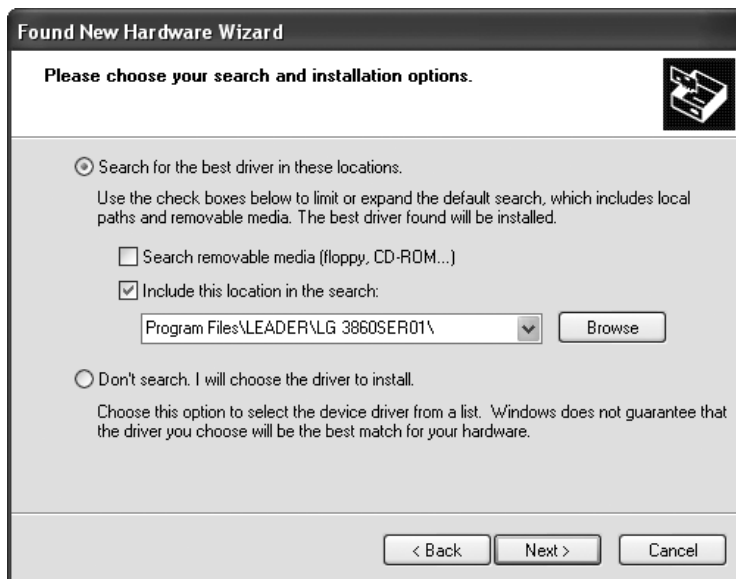 Found New Hardware Wizard
Please choose your search and installation options.
Search for the best driver in these locations.
Use the check boxes below to limit or expand the default search, which includes local
paths and removable media. The best driver found will be installed.
Search removable media (floppy, CD-ROM...)
Include this location in the search:
Program Files\LEADER\LG 3860SER01\
Browse
Don't search. I will choose the driver to install.
Choose this option to select the device driver from a list. Windows does not guarantee that
the driver you choose will be the best match for your hardware.
< Back Next > Cancel